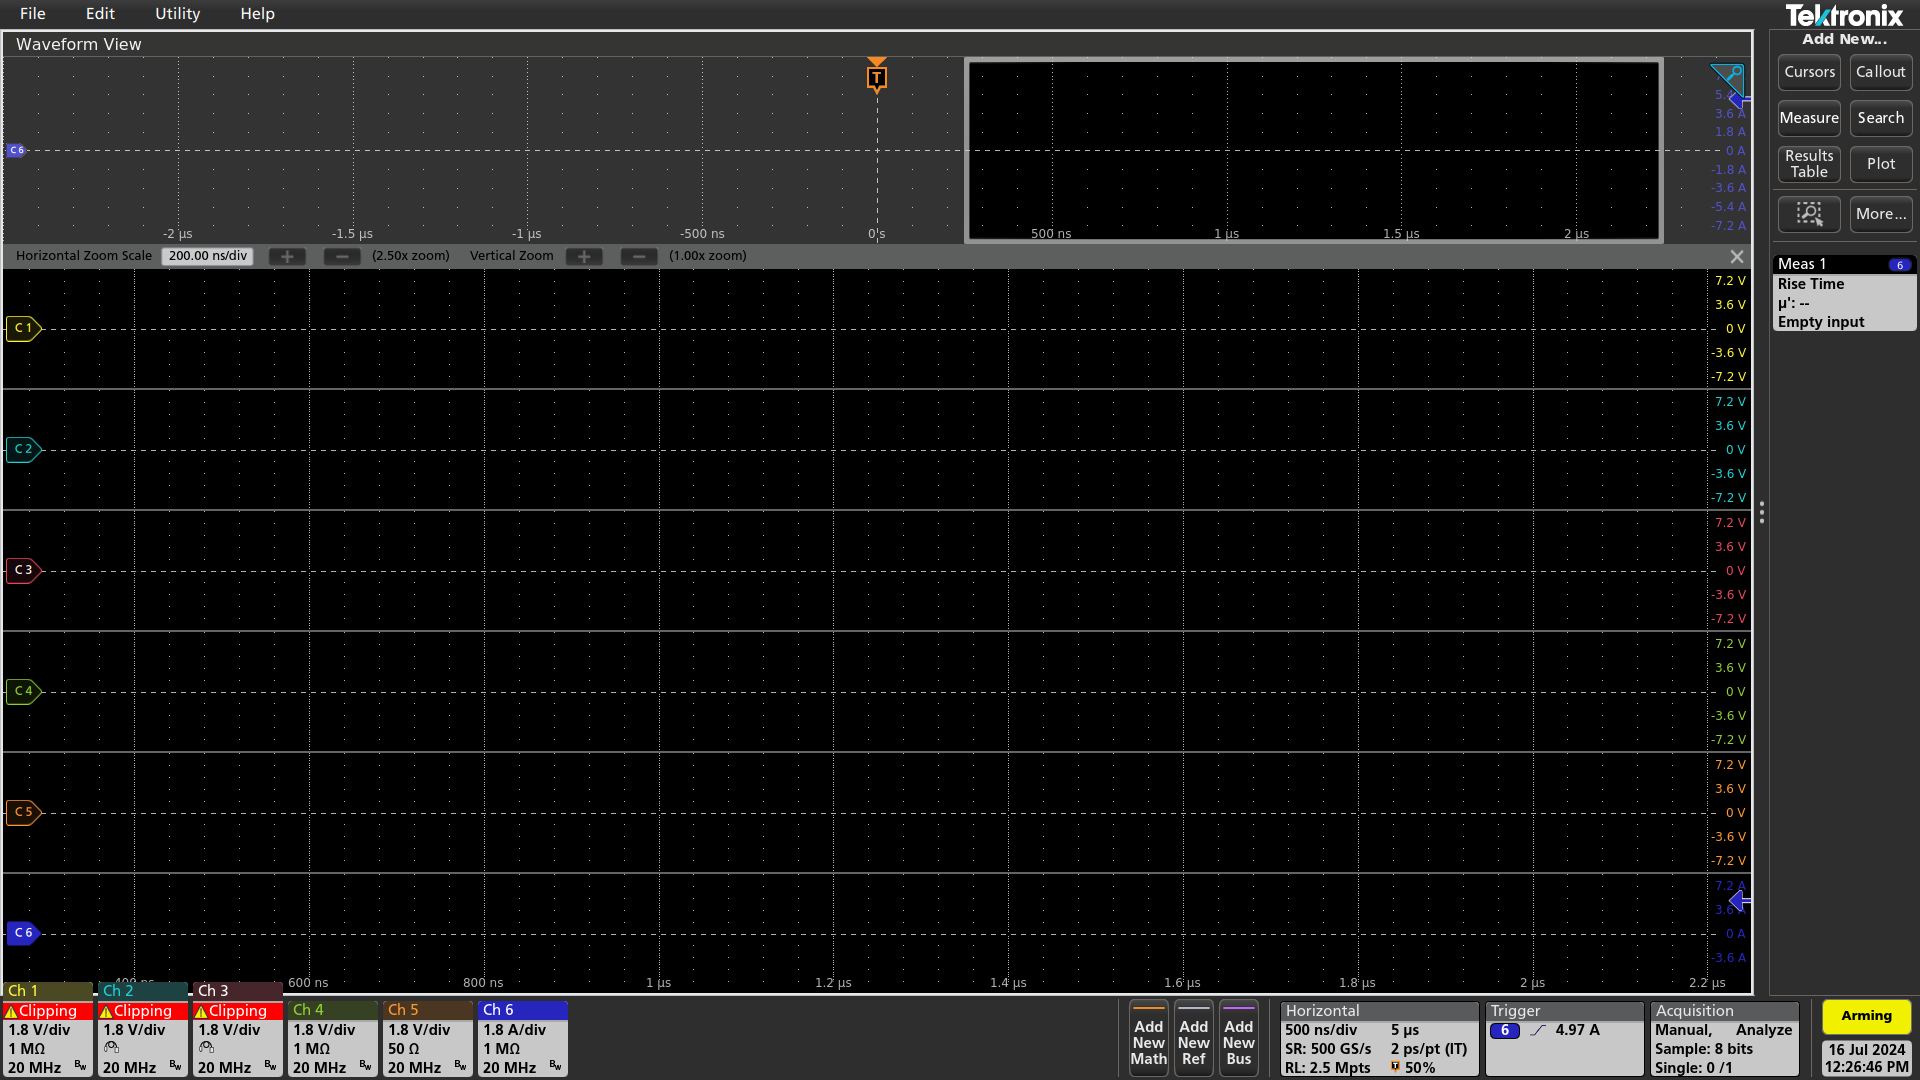 File Edit Utility Help
Tektronix
Waveform View
Add New...
Cursors Callout
Measure Search
Results Table Plot
More...
T
5.4
3.6 A
1.8 A
C 6 0 A
-1.8 A
-3.6 A
-5.4 A
-7.2 A
-2 µs -1.5 µs -1 µs -500 ns 0 s 500 ns 1 µs 1.5 µs 2 µs
Horizontal Zoom Scale 200.00 ns/div + − (2.50x zoom) Vertical Zoom + − (1.00x zoom)
Meas 1 6
Rise Time
µ': --
Empty input
7.2 V
3.6 V
C 1 0 V
-3.6 V
-7.2 V
7.2 V
3.6 V
C 2 0 V
-3.6 V
-7.2 V
7.2 V
3.6 V
C 3 0 V
-3.6 V
-7.2 V
7.2 V
3.6 V
C 4 0 V
-3.6 V
-7.2 V
7.2 V
3.6 V
C 5 0 V
-3.6 V
-7.2 V
7.2 A
3.6
C 6 0 A
-3.6 A
400 ns 600 ns 800 ns 1 µs 1.2 µs 1.4 µs 1.6 µs 1.8 µs 2 µs 2.2 µs
Ch 1
Clipping
1.8 V/div
1 MΩ
20 MHz Bw
Ch 2
Clipping
1.8 V/div
20 MHz Bw
Ch 3
Clipping
1.8 V/div
20 MHz Bw
Ch 4
1.8 V/div
1 MΩ
20 MHz Bw
Ch 5
1.8 V/div
50 Ω
20 MHz Bw
Ch 6
1.8 A/div
1 MΩ
20 MHz Bw
Add New Math
Add New Ref
Add New Bus
Horizontal
500 ns/div 5 µs
SR: 500 GS/s 2 ps/pt (IT)
RL: 2.5 Mpts 50%
Trigger
6 4.97 A
Acquisition
Manual, Analyze
Sample: 8 bits
Single: 0 /1
Arming
16 Jul 2024
12:26:46 PM